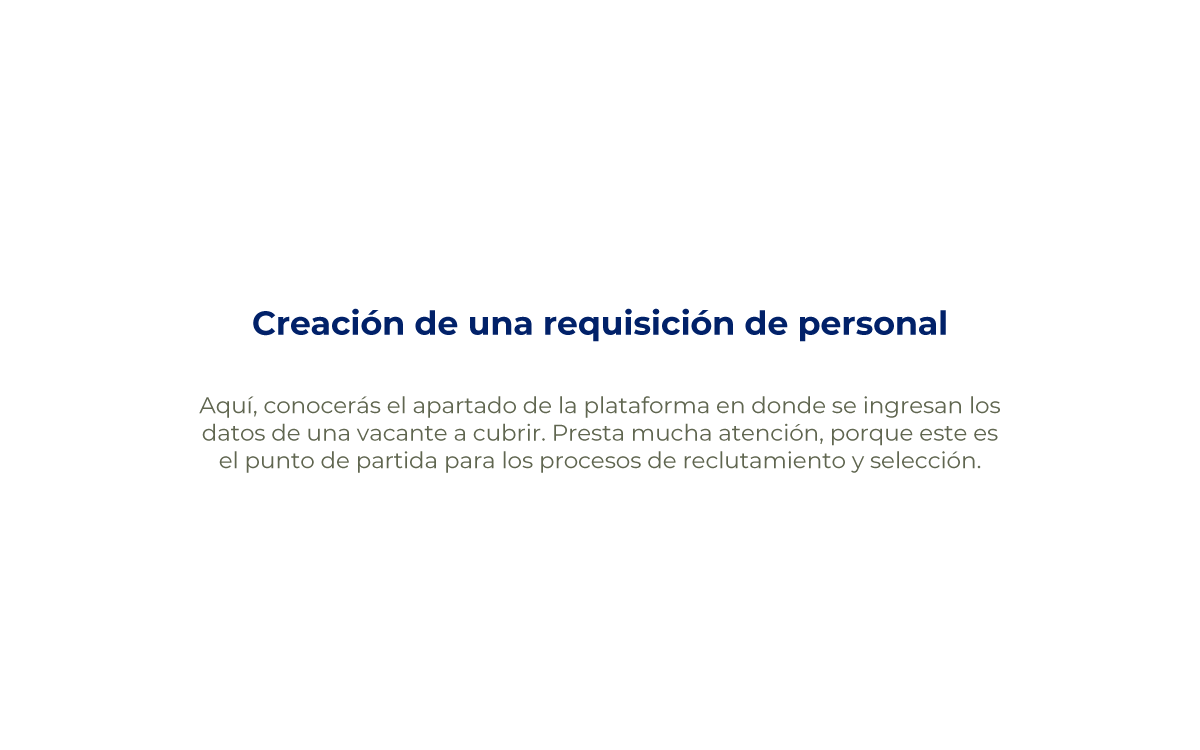 Creación de una requisición de personal
Aquí, conocerás el apartado de la plataforma en donde se ingresan los
datos de una vacante a cubrir. Presta mucha atención, porque este es
el punto de partida para los procesos de reclutamiento y selección.